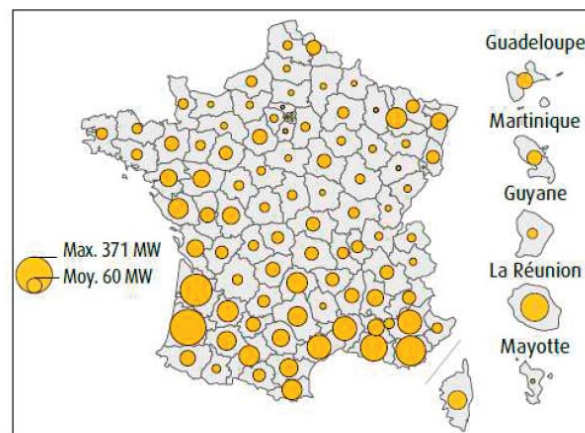 Guadeloupe
Martinique
Guyane
Max. 371 MW
Moy. 60 MW
La Réunion
Mayotte